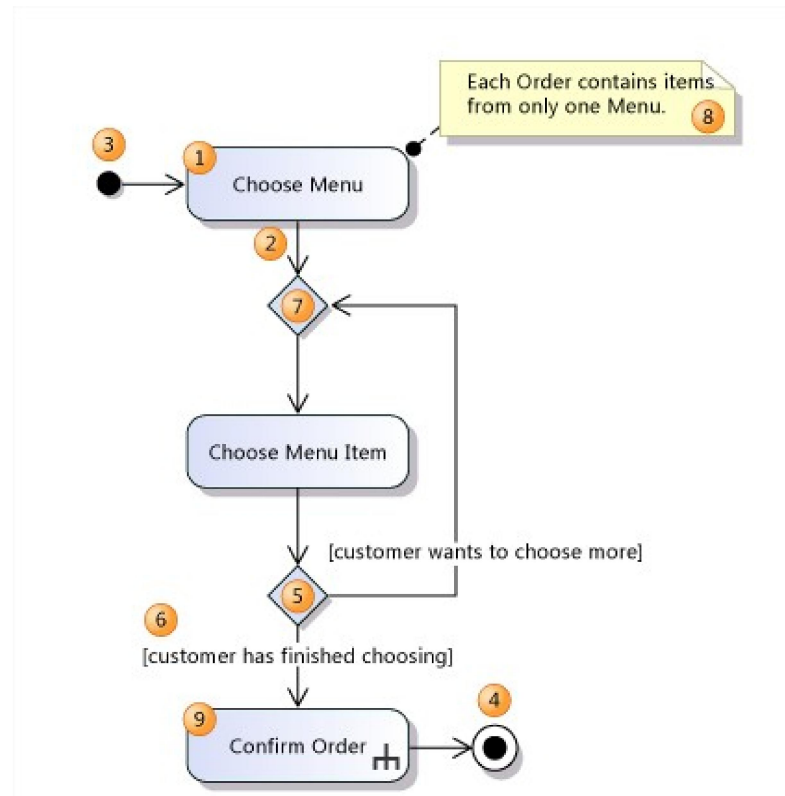 Each Order contains items
from only one Menu.
8
3
1
Choose Menu
2
7
Choose Menu Item
[customer wants to choose more]
5
6
[customer has finished choosing]
4
9
Confirm Order